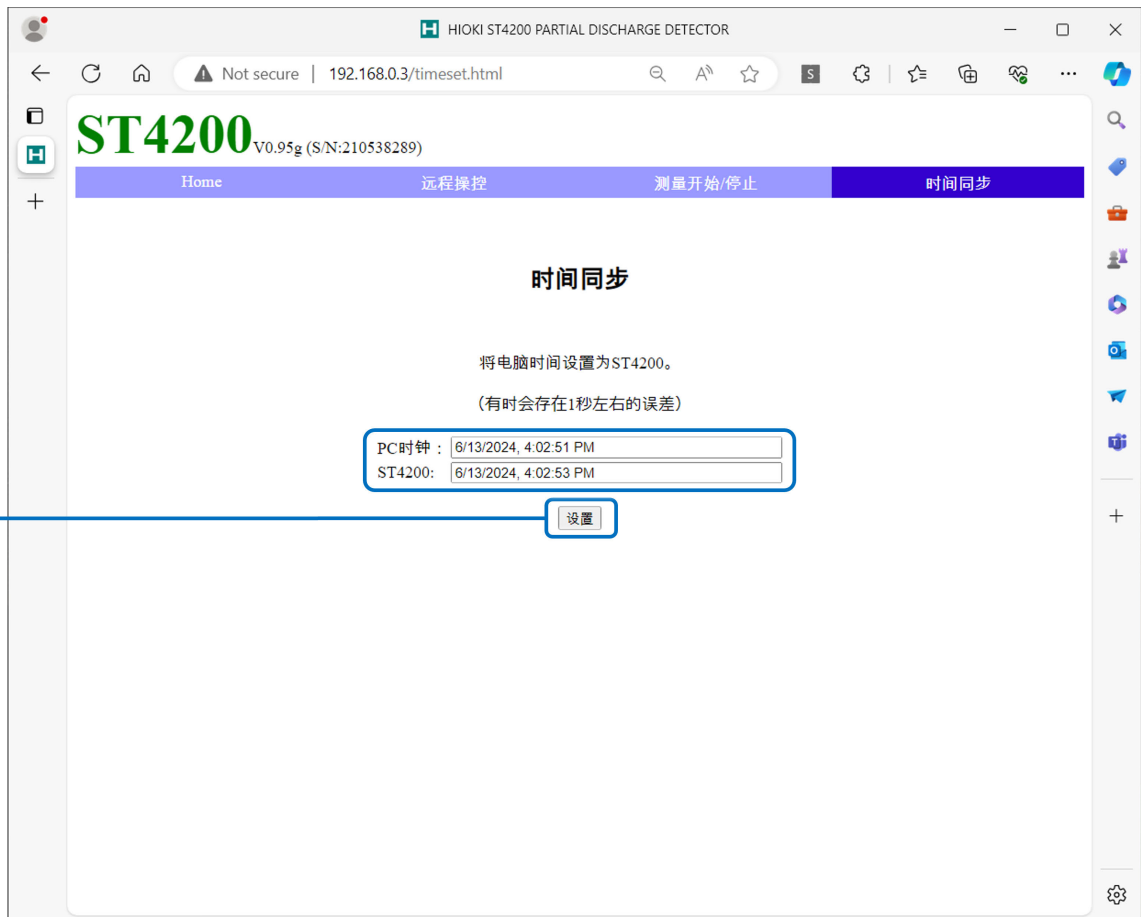 HIOKI ST4200 PARTIAL DISCHARGE DETECTOR
Not secure | 192.168.0.3/timeset.html
ST4200 V0.95g (S/N:210538289)
Home 远程操控 测量开始/停止 时间同步
时间同步
将电脑时间设置为ST4200。
（有时会存在1秒左右的误差）
PC时钟： 6/13/2024, 4:02:51 PM
ST4200: 6/13/2024, 4:02:53 PM
设置